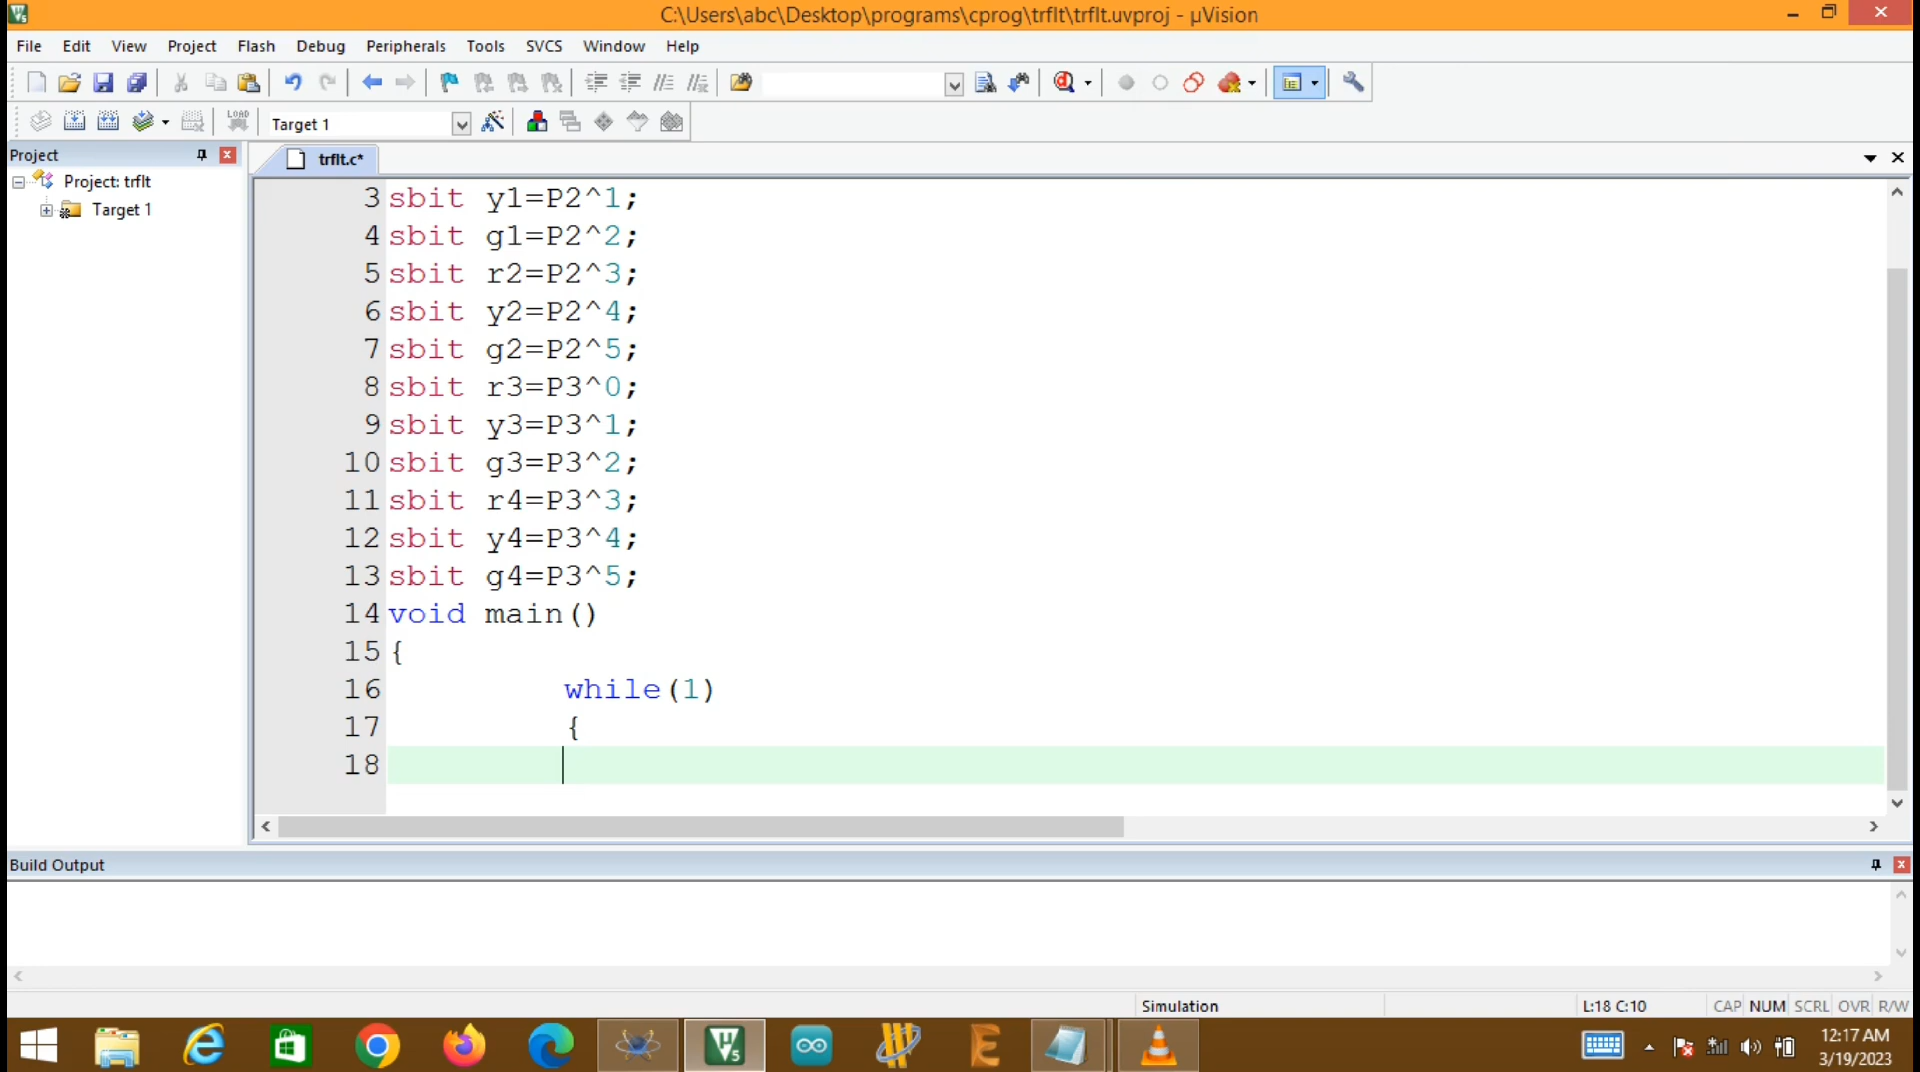 C:\Users\abc\Desktop\programs\cprog\trflt\trflt.uvproj - µVision
File Edit View Project Flash Debug Peripherals Tools SVCS Window Help
LOAD Target 1
Project
trflt.c*
Project: trflt
Target 1
3 sbit y1=P2^1;
4 sbit g1=P2^2;
5 sbit r2=P2^3;
6 sbit y2=P2^4;
7 sbit g2=P2^5;
8 sbit r3=P3^0;
9 sbit y3=P3^1;
10 sbit g3=P3^2;
11 sbit r4=P3^3;
12 sbit y4=P3^4;
13 sbit g4=P3^5;
14 void main()
15 {
16 while(1)
17 {
18
Build Output
Simulation L:18 C:10 CAP NUM SCRL OVR R/W
12:17 AM
3/19/2023